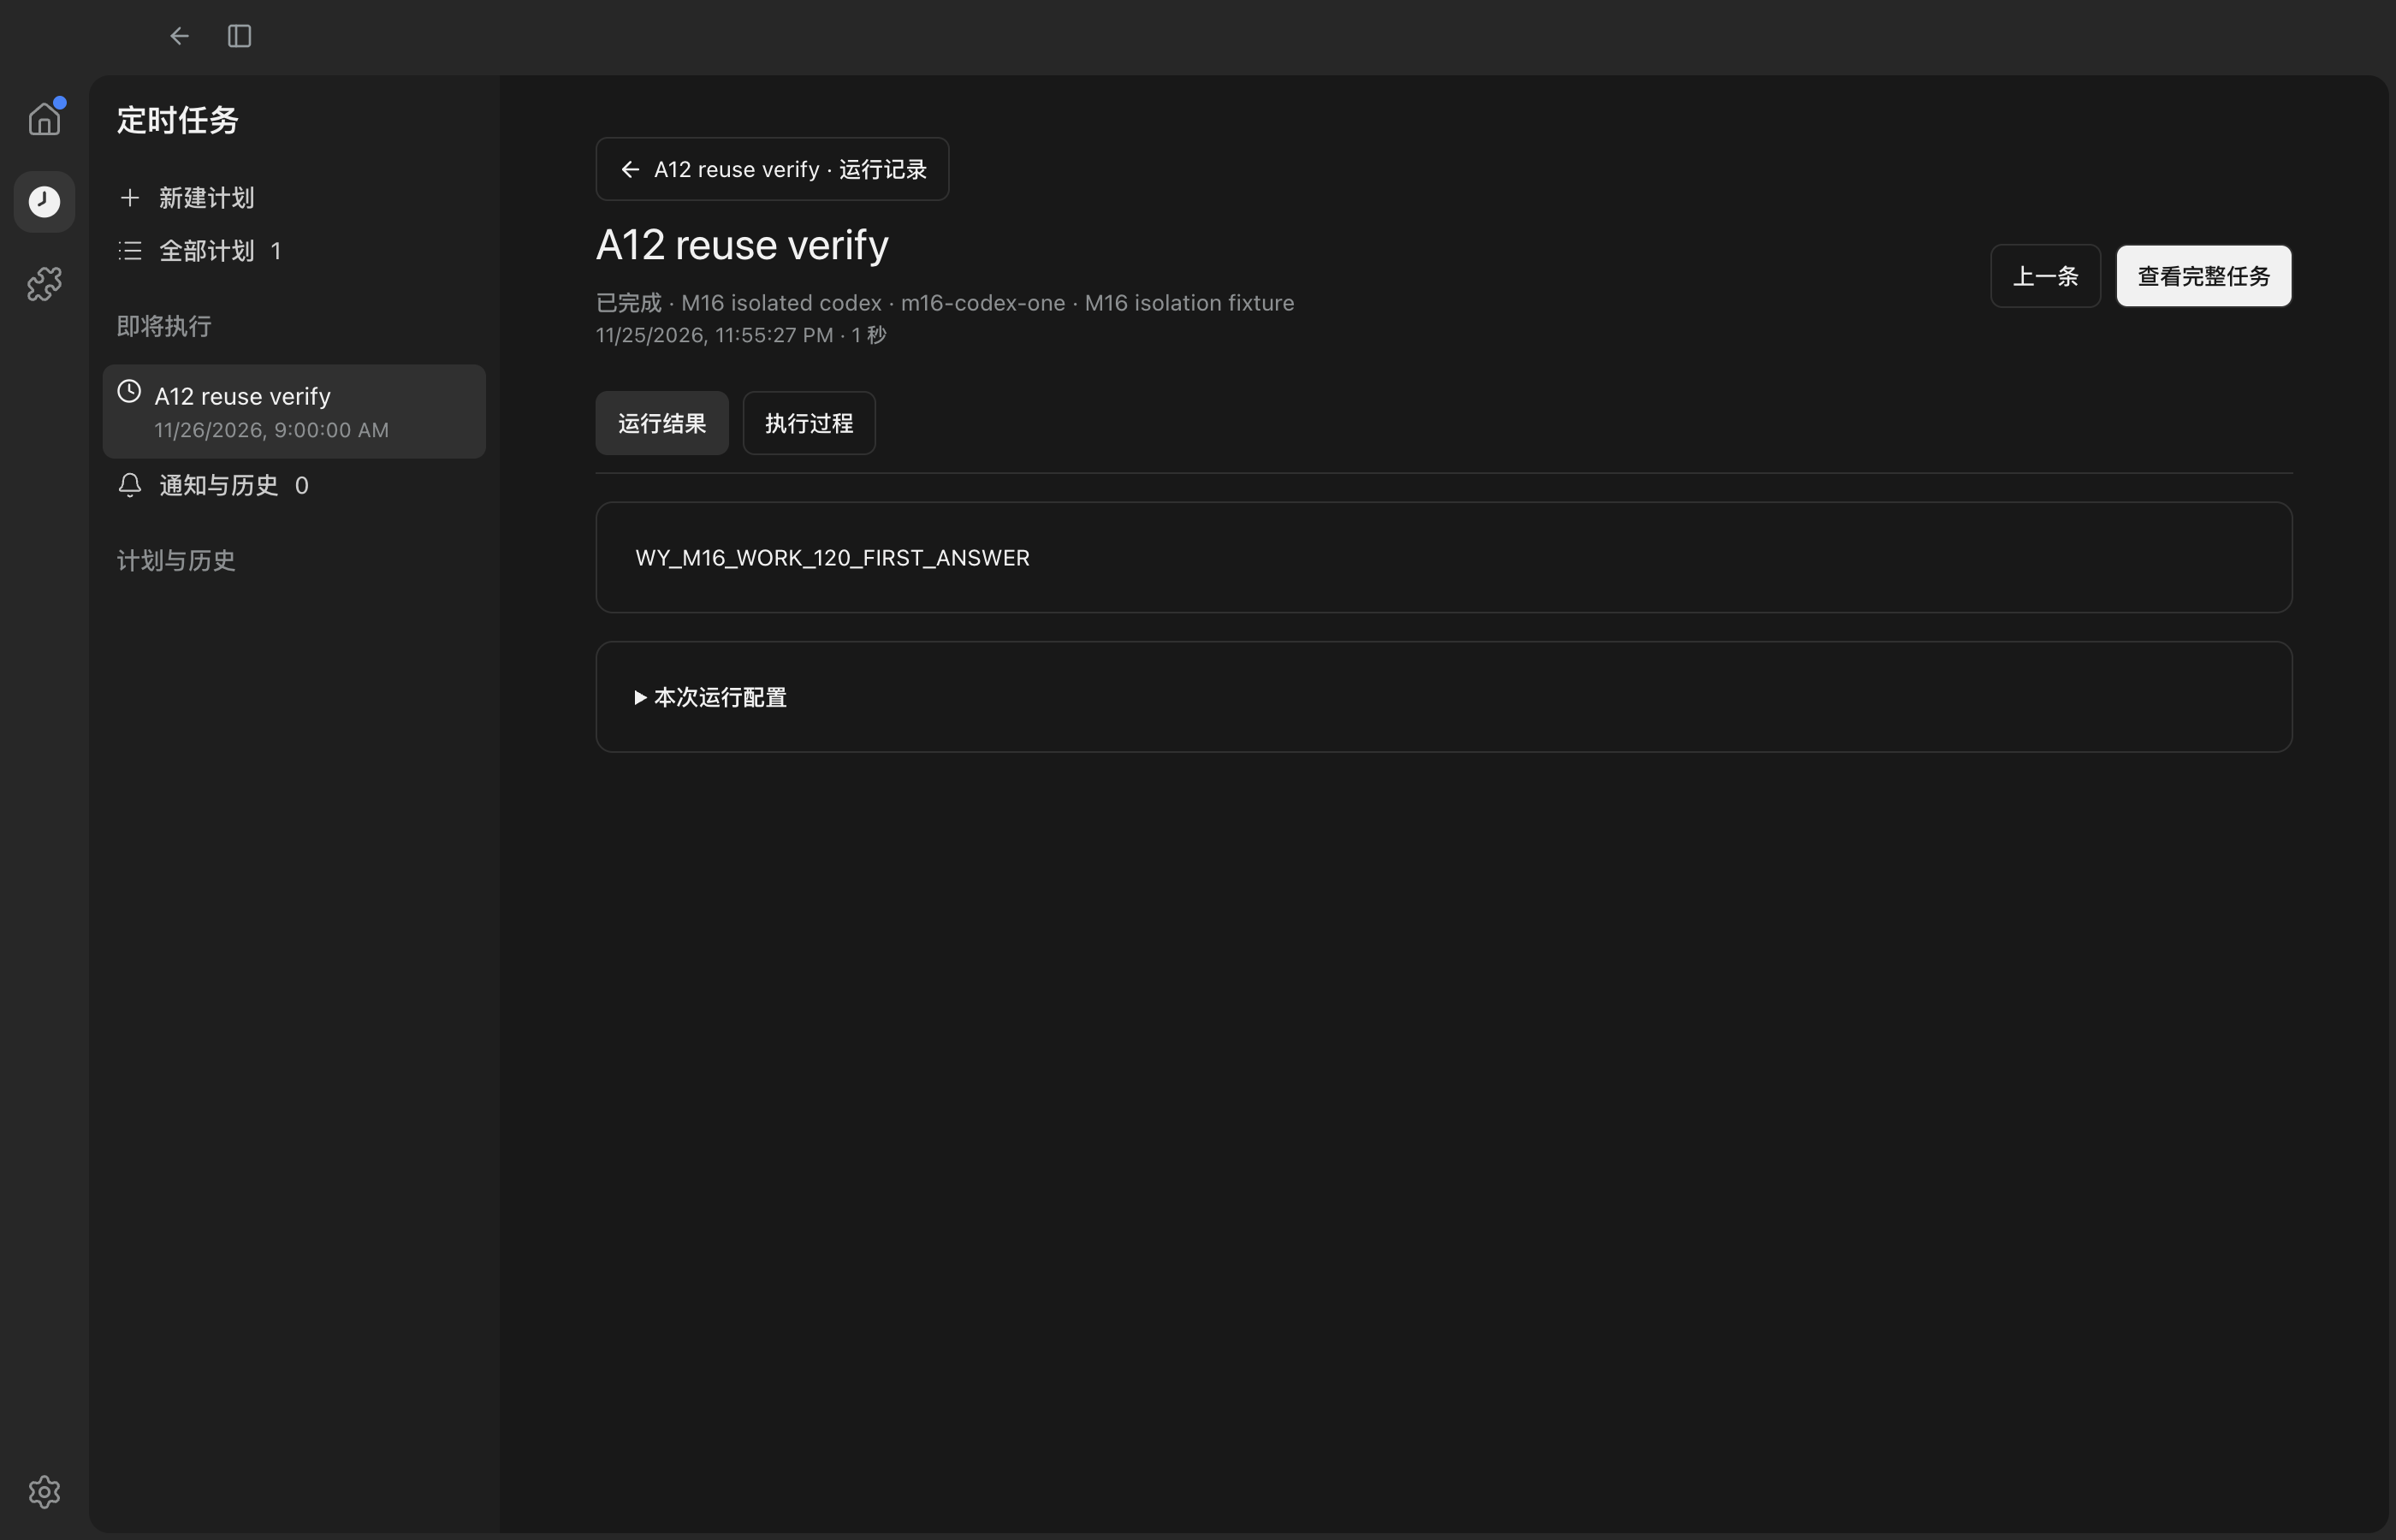 定时任务
新建计划
全部计划 1
即将执行
A12 reuse verify
11/26/2026, 9:00:00 AM
通知与历史 0
计划与历史
A12 reuse verify · 运行记录
A12 reuse verify
已完成 · M16 isolated codex · m16-codex-one · M16 isolation fixture
11/25/2026, 11:55:27 PM · 1 秒
上一条
查看完整任务
运行结果
执行过程
WY_M16_WORK_120_FIRST_ANSWER
本次运行配置